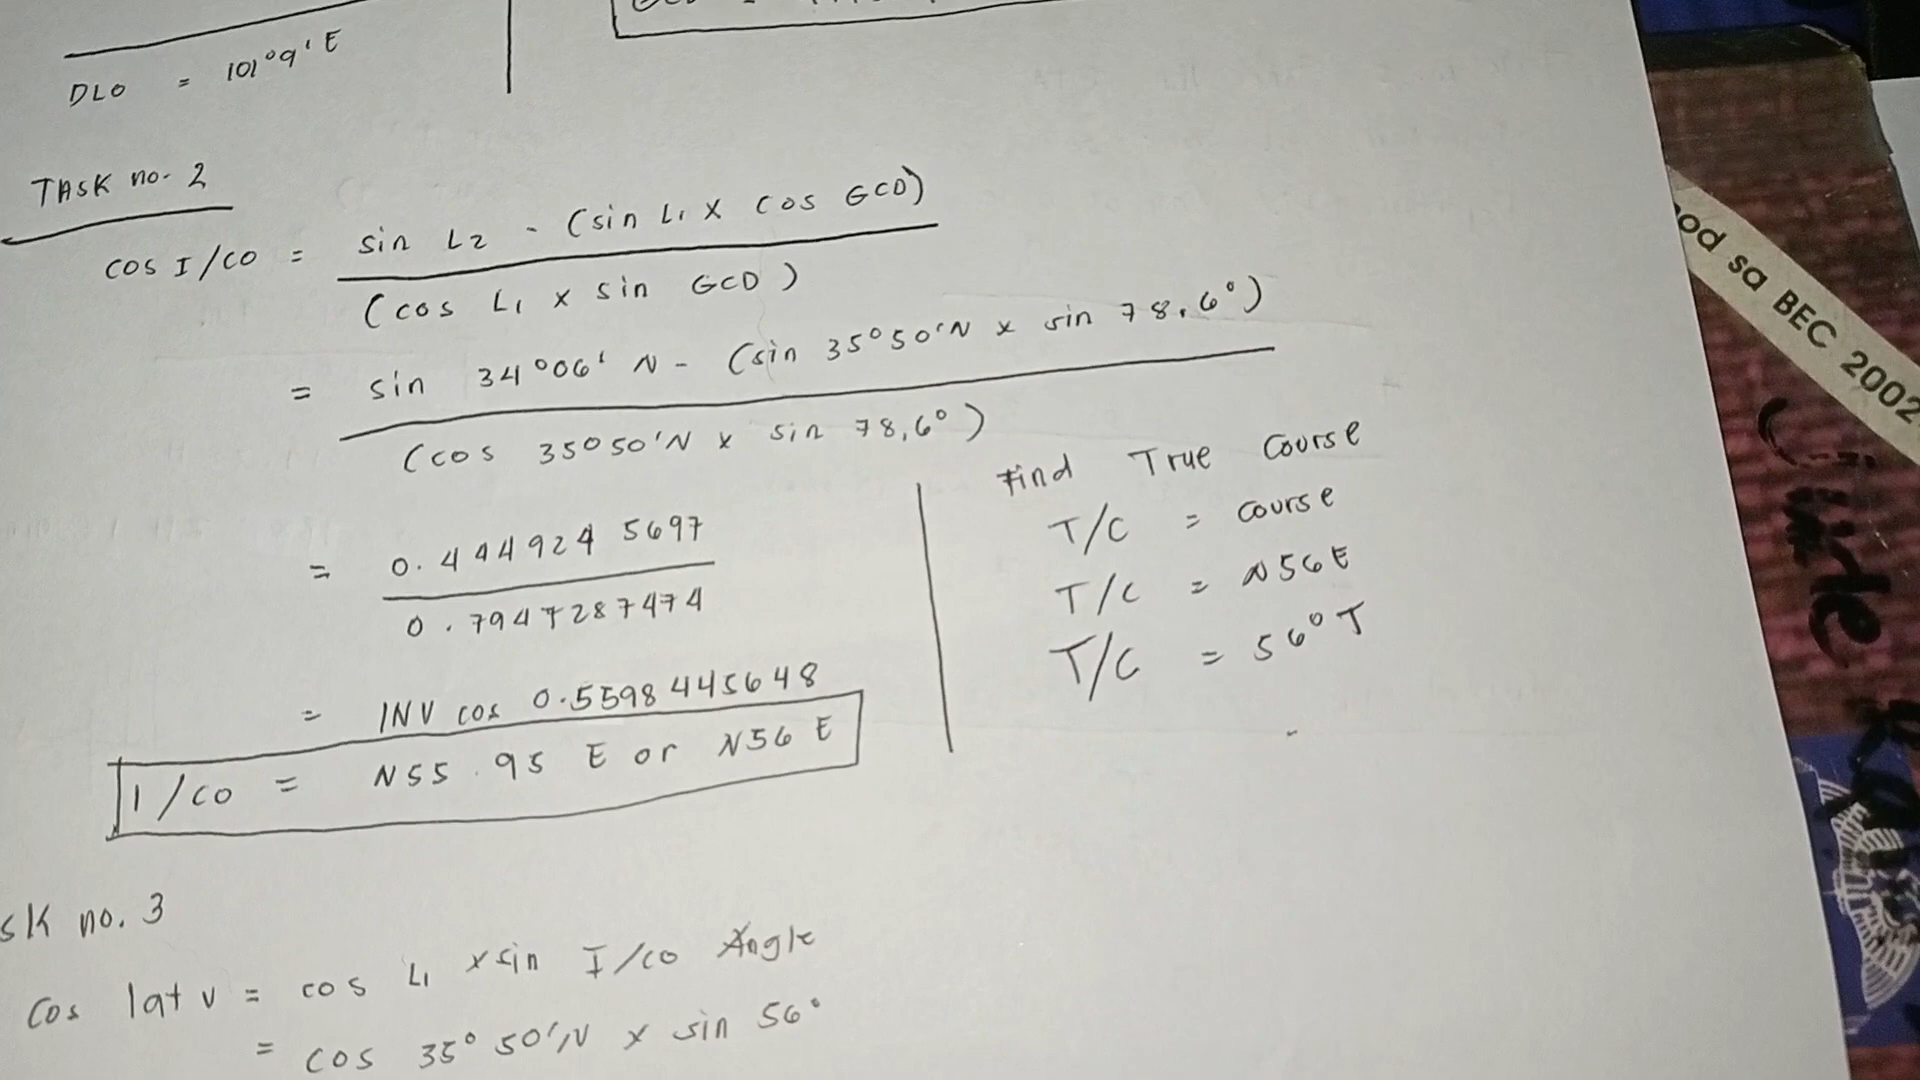 DLO = 101°9' E
TASK no. 2
cos I/co = sin L2 - (sin L1 x cos GCD)
(cos L1 x sin GCD)
= sin 34°06' N - (sin 35°50'N x sin 78,6°)
(cos 35°50'N x sin 78,6°)
= 0.4449245697
0.7947287474
= INV cos 0.5598445648
I/co = N55.95 E or N56 E
Find True Course
T/C = course
T/C = N56E
T/C = 56° T
sk no. 3
Cos lat v = cos L1 x sin I/co Angle
= cos 35° 50',N x sin 56°
od sa BEC 2002